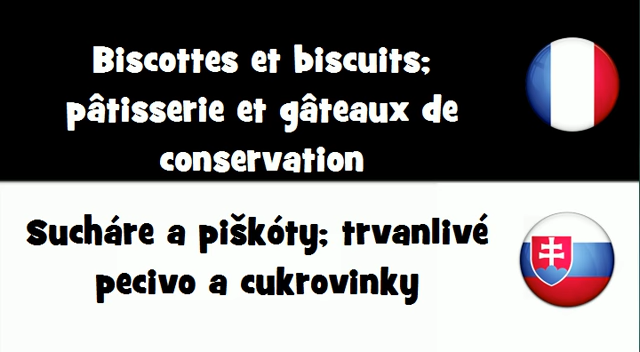 Biscottes et biscuits;
pâtisserie et gâteaux de
conservation
Sucháre a piškóty; trvanlivé
pecivo a cukrovinky